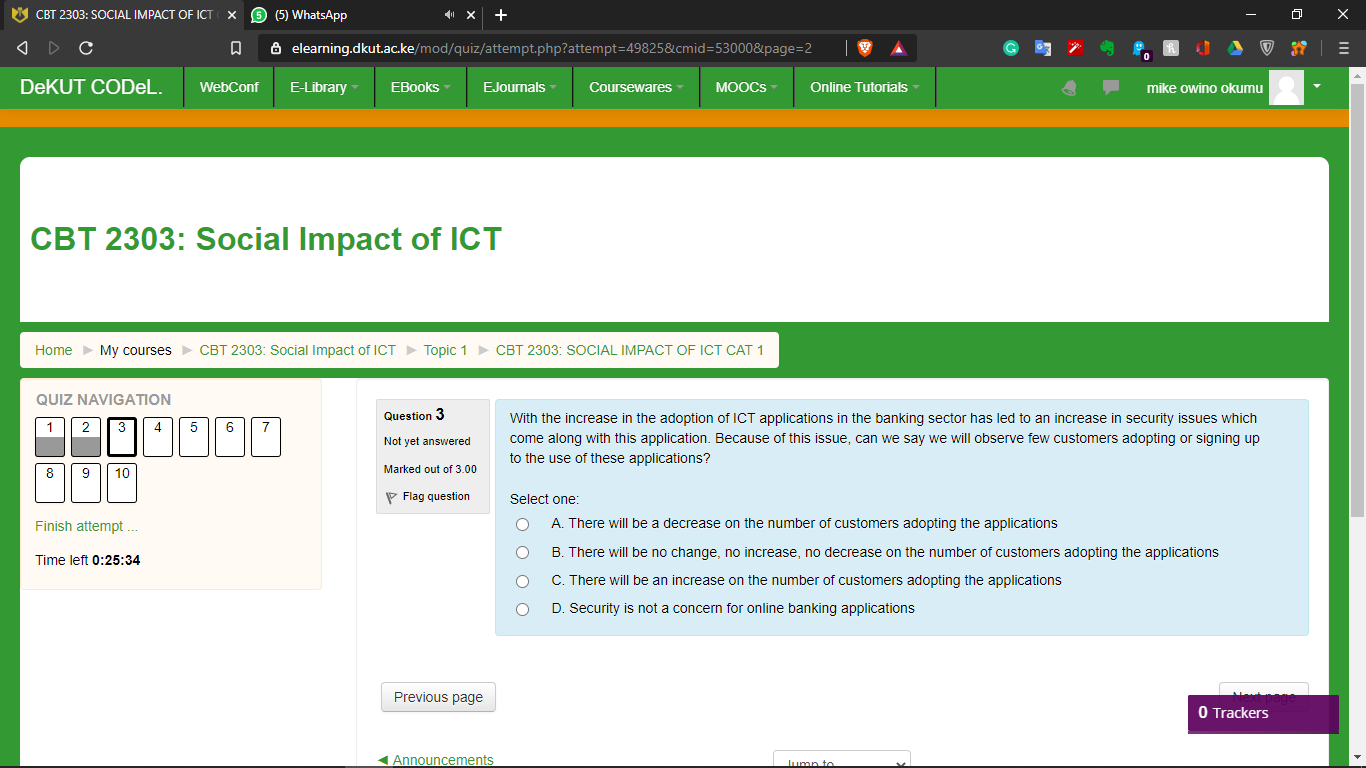 CBT 2303: SOCIAL IMPACT OF ICT
(5) WhatsApp
elearning.dkut.ac.ke/mod/quiz/attempt.php?attempt=49825&cmid=53000&page=2
0
DeKUT CODeL.
WebConf
E-Library
EBooks
EJournals
Coursewares
MOOCs
Online Tutorials
mike owino okumu
CBT 2303: Social Impact of ICT
Home ► My courses ► CBT 2303: Social Impact of ICT ► Topic 1 ► CBT 2303: SOCIAL IMPACT OF ICT CAT 1
QUIZ NAVIGATION
1 2 3 4 5 6 7
8 9 10
Finish attempt ...
Time left 0:25:34
Question 3
Not yet answered
Marked out of 3.00
Flag question
With the increase in the adoption of ICT applications in the banking sector has led to an increase in security issues which
come along with this application. Because of this issue, can we say we will observe few customers adopting or signing up
to the use of these applications?
Select one:
A. There will be a decrease on the number of customers adopting the applications
B. There will be no change, no increase, no decrease on the number of customers adopting the applications
C. There will be an increase on the number of customers adopting the applications
D. Security is not a concern for online banking applications
Previous page
Next page
0 Trackers
◄ Announcements
Jump to